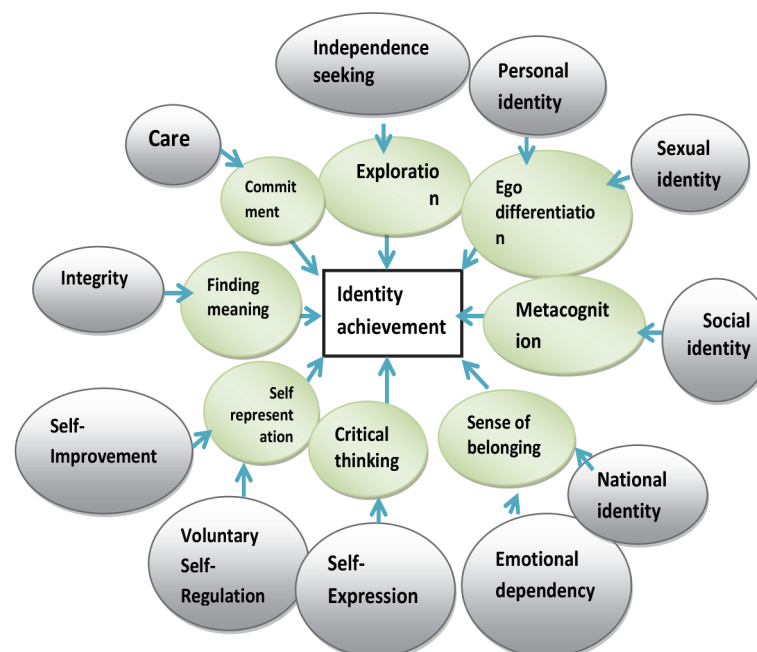 Independence
seeking
Personal
identity
Care
Sexual
identity
Commit
ment
Exploratio
n
Ego
differentiatio
n
Integrity
Finding
meaning
Identity
achievement
Metacognit
ion
Social
identity
Self
represent
ation
Self-
Improvement
Critical
thinking
Sense of
belonging
National
identity
Voluntary
Self-
Regulation
Self-
Expression
Emotional
dependency